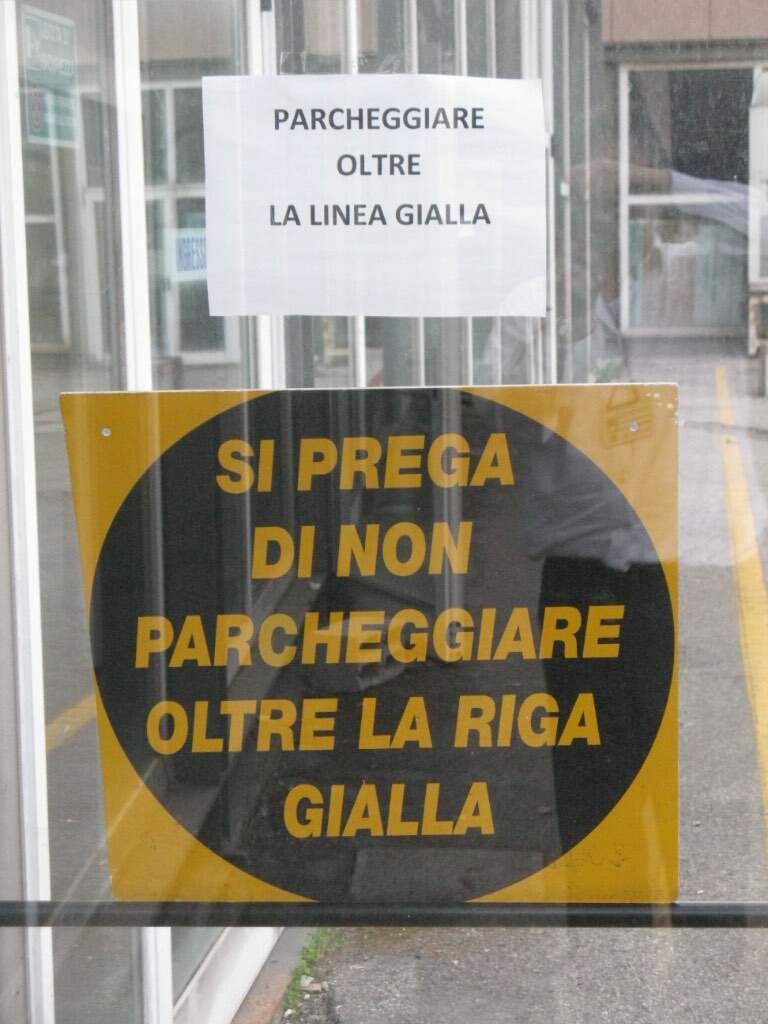 PARCHEGGIARE
OLTRE
LA LINEA GIALLA
SI PREGA
DI NON
PARCHEGGIARE
OLTRE LA RIGA
GIALLA